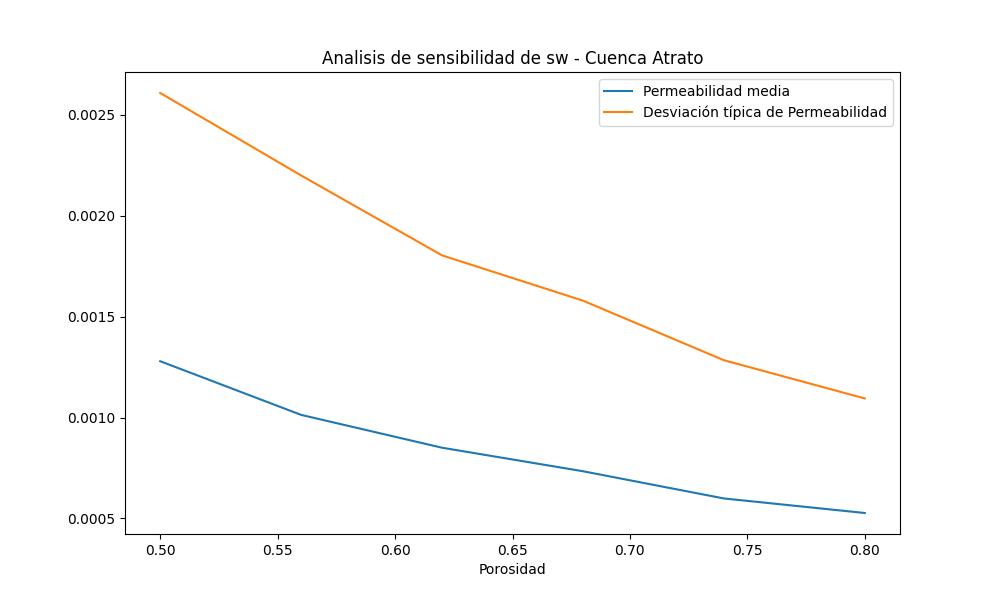 Analisis de sensibilidad de sw - Cuenca Atrato
Permeabilidad media
Desviación típica de Permeabilidad
0.0025
0.0020
0.0015
0.0010
0.0005
0.50 0.55 0.60 0.65 0.70 0.75 0.80
Porosidad